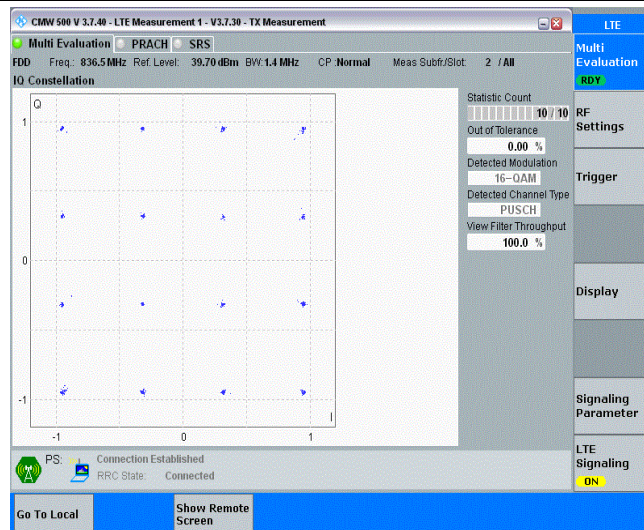 CMW 500 V 3.7.40 - LTE Measurement 1 - V3.7.30 - TX Measurement
LTE
Multi Evaluation PRACH SRS
FDD Freq.: 836.5 MHz Ref. Level: 39.70 dBm BW: 1.4 MHz CP : Normal Meas Subfr./Slot: 2 / All
IQ Constellation
Q
1
0
-1
-1 0 1
I
Statistic Count
10 / 10
Out of Tolerance
0.00 %
Detected Modulation
16-QAM
Detected Channel Type
PUSCH
View Filter Throughput
100.0 %
Multi
Evaluation
RDY
RF
Settings
Trigger
Display
Signaling
Parameter
LTE
Signaling
ON
PS: Connection Established
RRC State: Connected
Go To Local
Show Remote
Screen